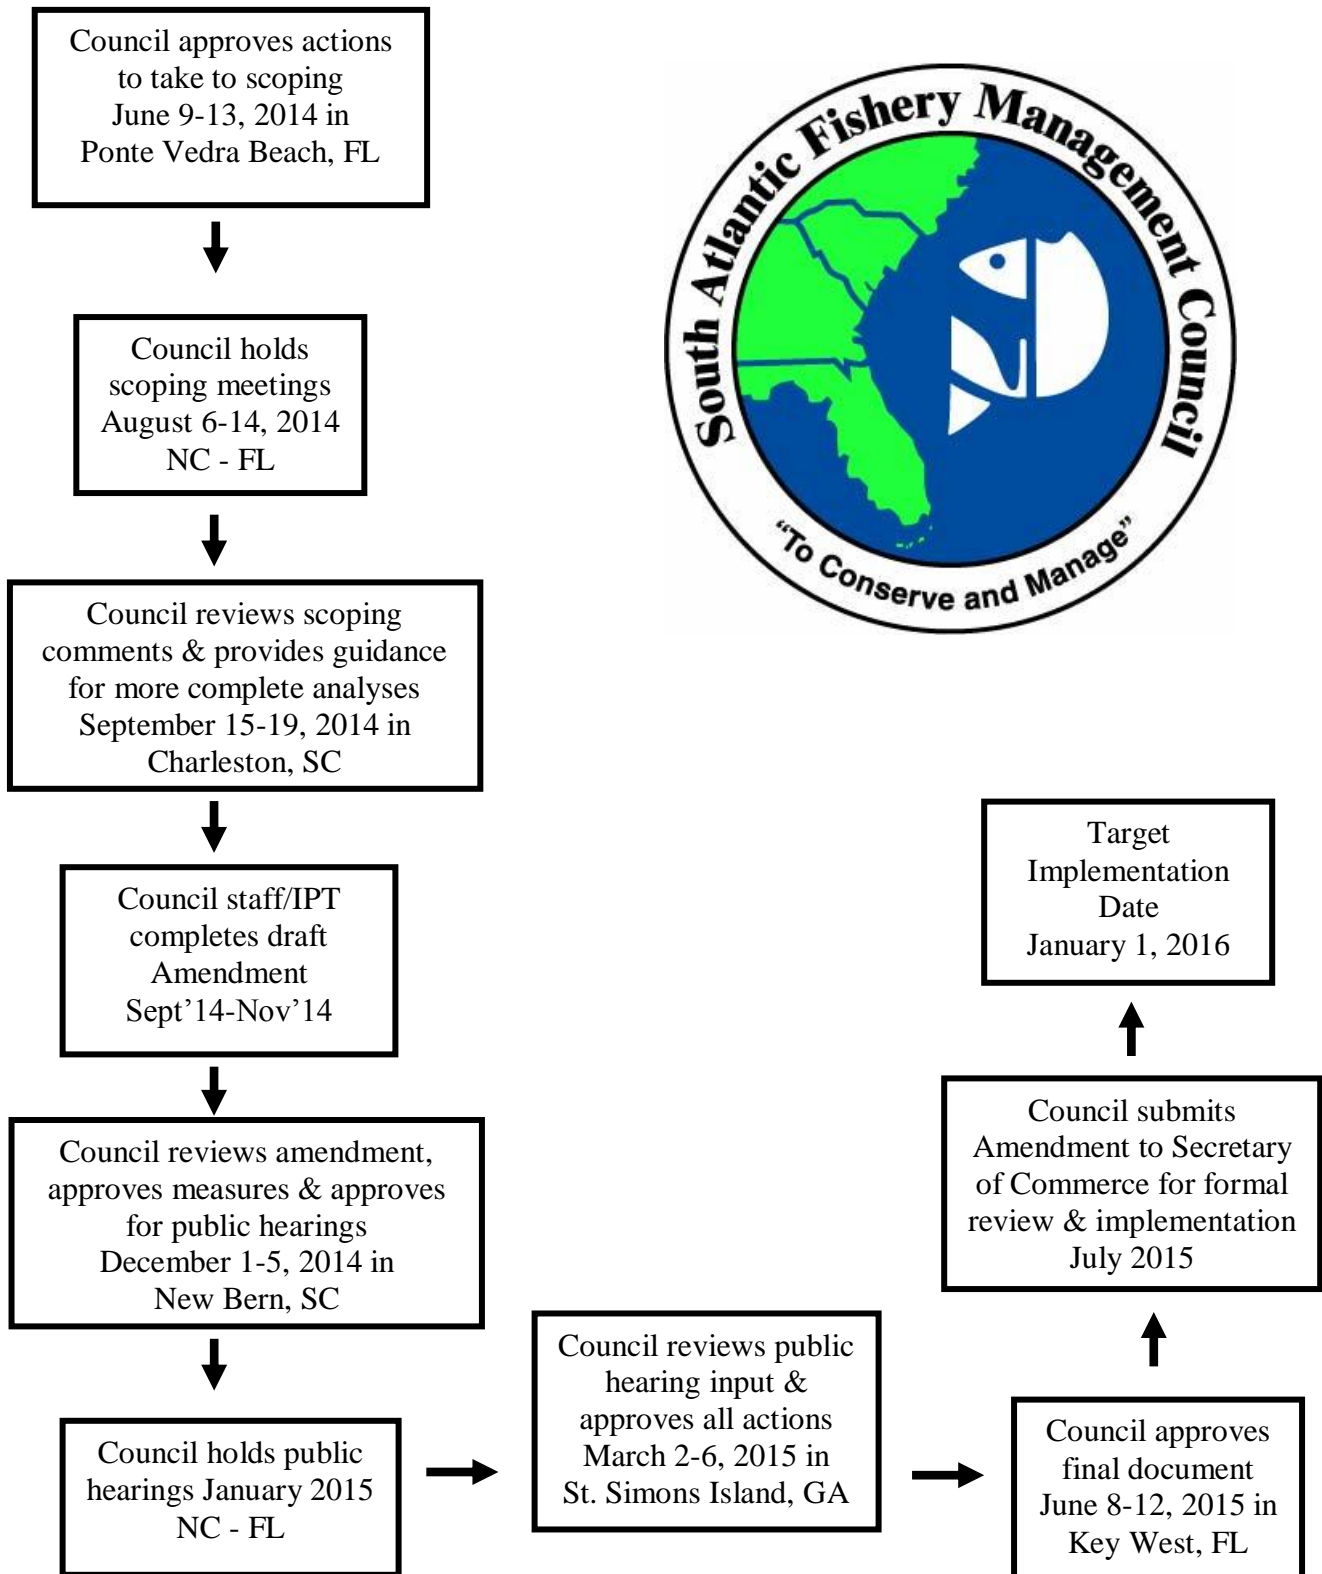 Council approves actions
to take to scoping
June 9-13, 2014 in
Ponte Vedra Beach, FL
South Atlantic Fishery Management Council
“To Conserve and Manage”
Council holds
scoping meetings
August 6-14, 2014
NC - FL
Council reviews scoping
comments & provides guidance
for more complete analyses
September 15-19, 2014 in
Charleston, SC
Council staff/IPT
completes draft
Amendment
Sept’14-Nov’14
Council reviews amendment,
approves measures & approves
for public hearings
December 1-5, 2014 in
New Bern, SC
Council holds public
hearings January 2015
NC - FL
Council reviews public
hearing input &
approves all actions
March 2-6, 2015 in
St. Simons Island, GA
Council approves
final document
June 8-12, 2015 in
Key West, FL
Council submits
Amendment to Secretary
of Commerce for formal
review & implementation
July 2015
Target
Implementation
Date
January 1, 2016